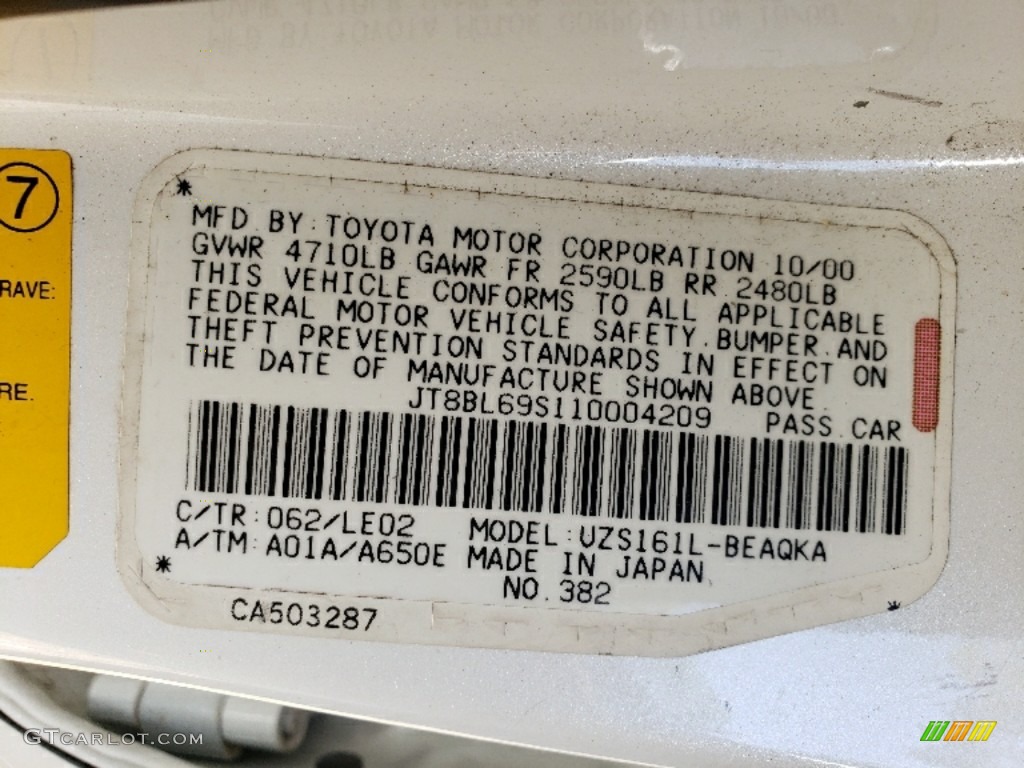 7
RAVE:
RE.
*
MFD BY: TOYOTA MOTOR CORPORATION 10/00
GVWR 4710LB GAWR FR 2590LB RR 2480LB
THIS VEHICLE CONFORMS TO ALL APPLICABLE
FEDERAL MOTOR VEHICLE SAFETY.BUMPER.AND
THEFT PREVENTION STANDARDS IN EFFECT ON
THE DATE OF MANUFACTURE SHOWN ABOVE
JT8BL69S110004209 PASS.CAR
C/TR:062/LE02 MODEL:UZS161L-BEAQKA
A/TM:A01A/A650E MADE IN JAPAN
NO.382
* *
CA503287
GTCARLOT.COM